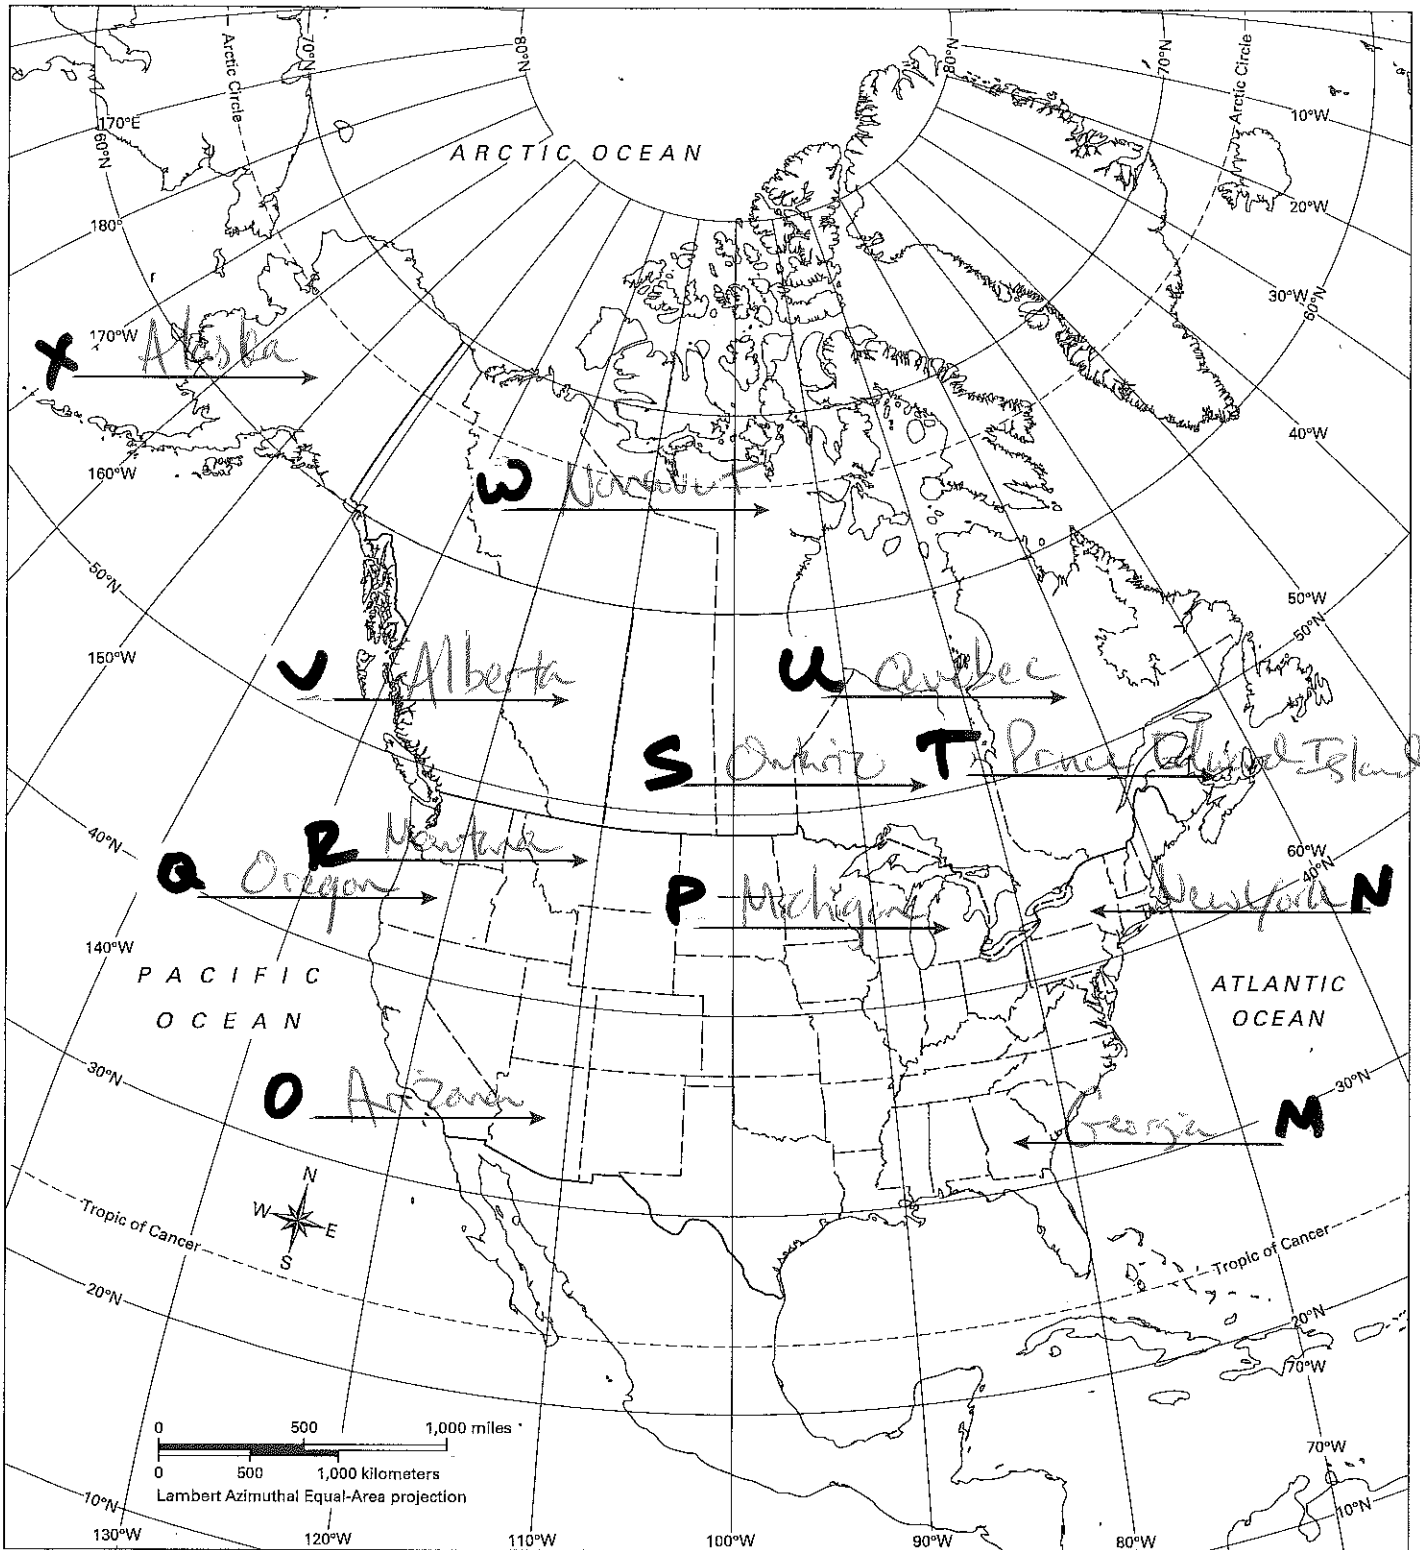 80°N
80°N
70°N
70°N
Arctic Circle
Arctic Circle
10°W
170°E
60°N
ARCTIC OCEAN
20°W
180°
30°W
60°N
170°W
X Alaska
40°W
160°W
W Nunavut
50°N
50°W
50°N
150°W
V Alberta
U Quebec
S Ontario
T Prince Edward Island
40°N
R Montana
60°W
40°N
Q Oregon
P Michigan
New York N
140°W
PACIFIC
OCEAN
ATLANTIC
OCEAN
30°N
30°N
O Arizona
Georgia M
N
W E
S
Tropic of Cancer
Tropic of Cancer
20°N
20°N
70°W
0 500 1,000 miles
0 500 1,000 kilometers
Lambert Azimuthal Equal-Area projection
70°W
10°N
10°N
130°W 120°W 110°W 100°W 90°W 80°W